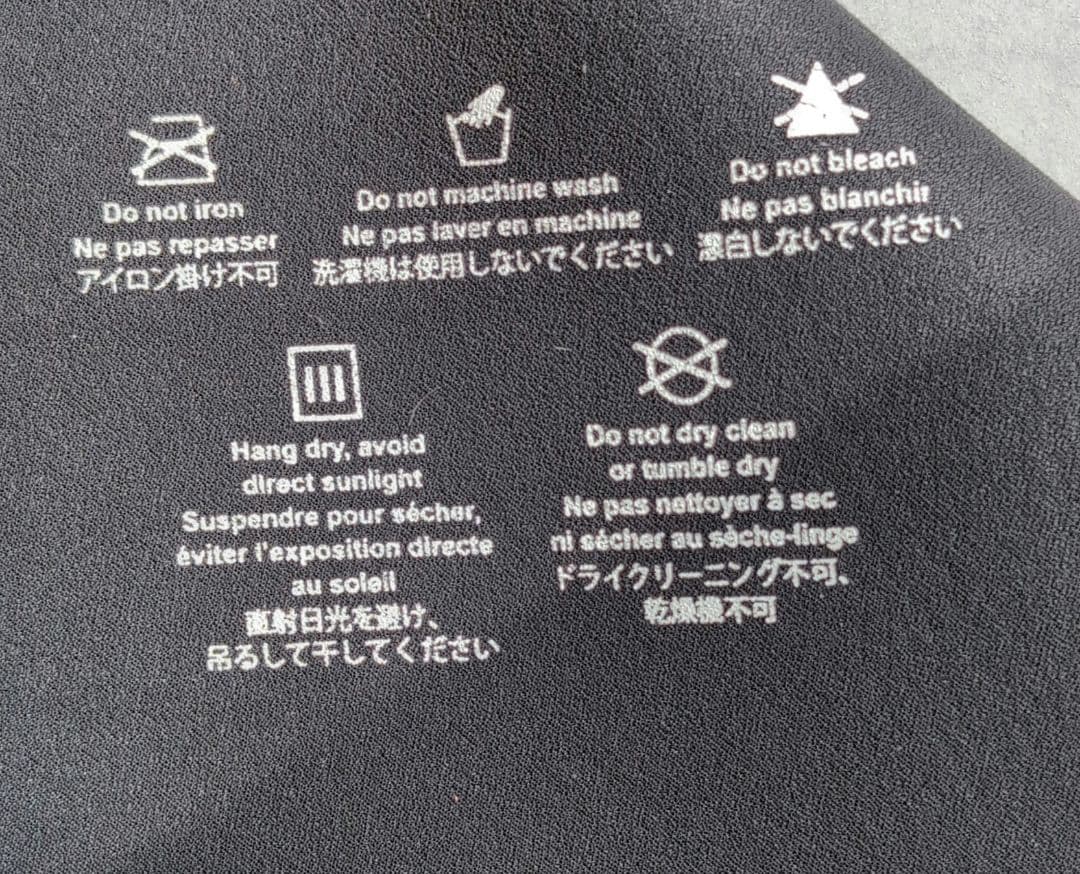 Do not iron
Ne pas repasser
アイロン掛け不可
Do not machine wash
Ne pas laver en machine
洗濯機は使用しないでください
Do not bleach
Ne pas blanchir
漂白しないでください
Hang dry, avoid
direct sunlight
Suspendre pour sécher,
éviter l'exposition directe
au soleil
直射日光を避け、
吊るして干してください
Do not dry clean
or tumble dry
Ne pas nettoyer à sec
ni sécher au sèche-linge
ドライクリーニング不可、
乾燥機不可